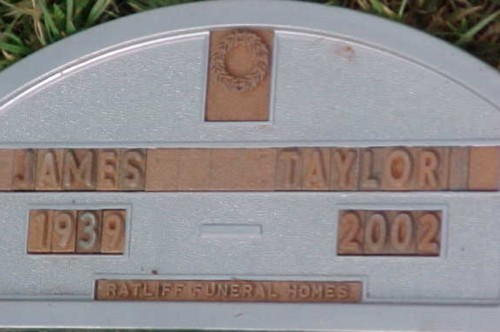 JAMES TAYLOR
1939 — 2002
RATLIFF FUNERAL HOMES